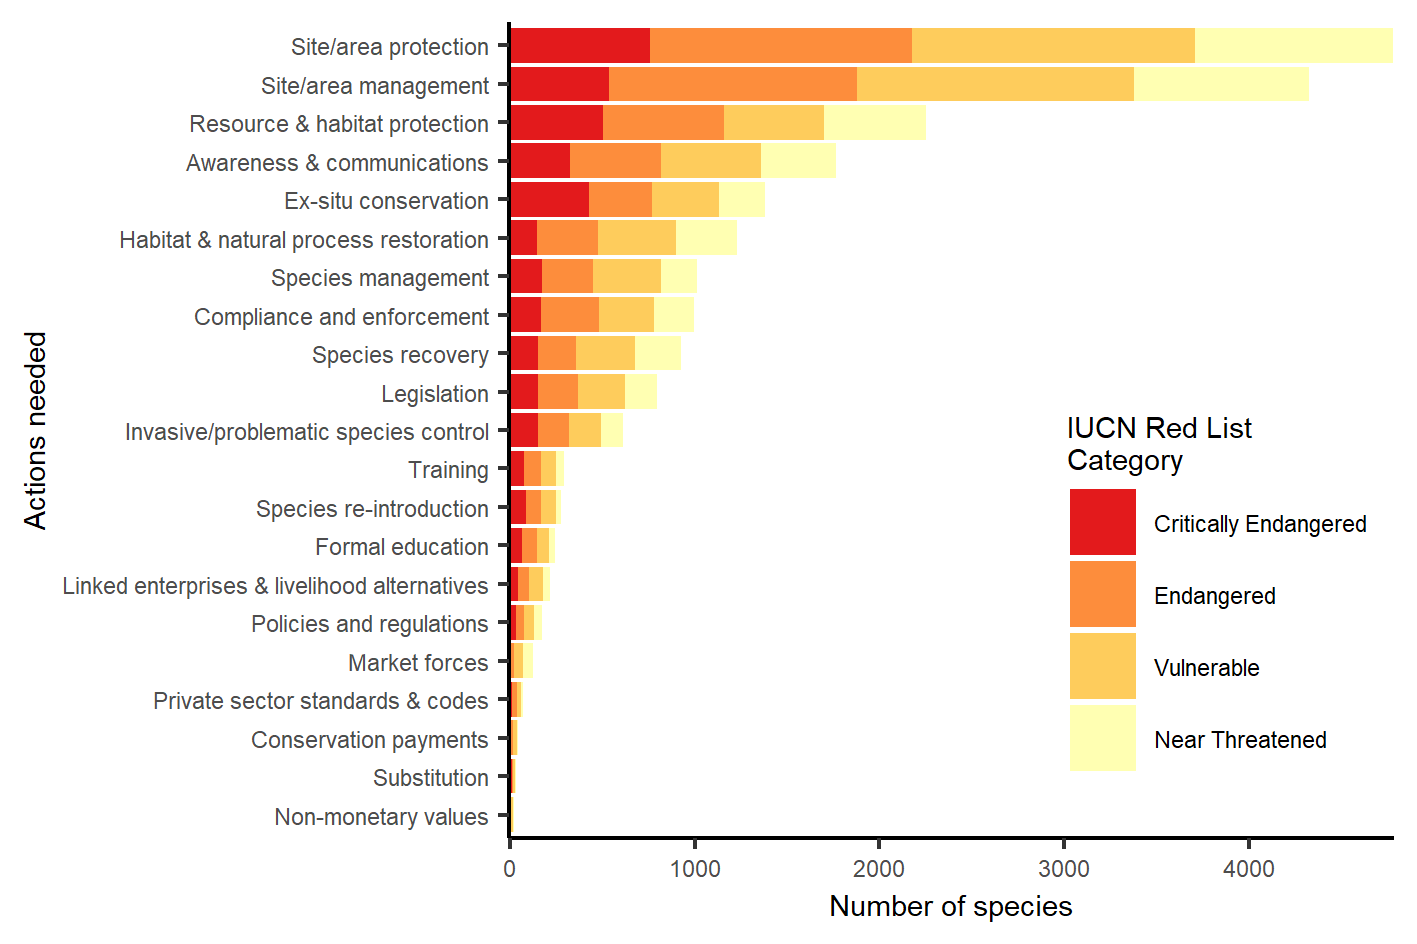 Site/area protection
Site/area management
Resource & habitat protection
Awareness & communications
Ex-situ conservation
Habitat & natural process restoration
Species management
Compliance and enforcement
Species recovery
Legislation
Invasive/problematic species control
Training
Species re-introduction
Formal education
Linked enterprises & livelihood alternatives
Policies and regulations
Market forces
Private sector standards & codes
Conservation payments
Substitution
Non-monetary values
Actions needed
0 1000 2000 3000 4000
Number of species
IUCN Red List
Category
Critically Endangered
Endangered
Vulnerable
Near Threatened